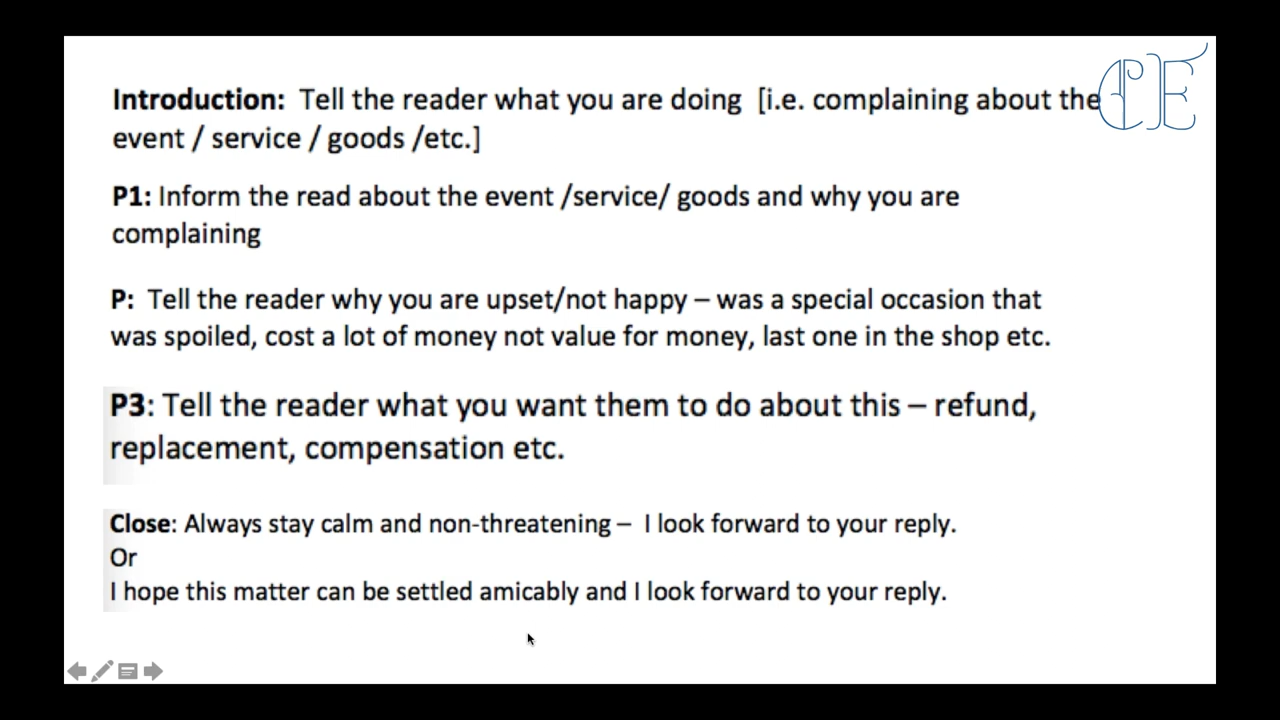 Introduction:  Tell the reader what you are doing  [i.e. complaining about the
event / service / goods /etc.]
P1: Inform the read about the event /service/ goods and why you are
complaining
P:  Tell the reader why you are upset/not happy – was a special occasion that
was spoiled, cost a lot of money not value for money, last one in the shop etc.
P3: Tell the reader what you want them to do about this – refund,
replacement, compensation etc.
Close: Always stay calm and non-threatening –  I look forward to your reply.
Or
I hope this matter can be settled amicably and I look forward to your reply.
CE